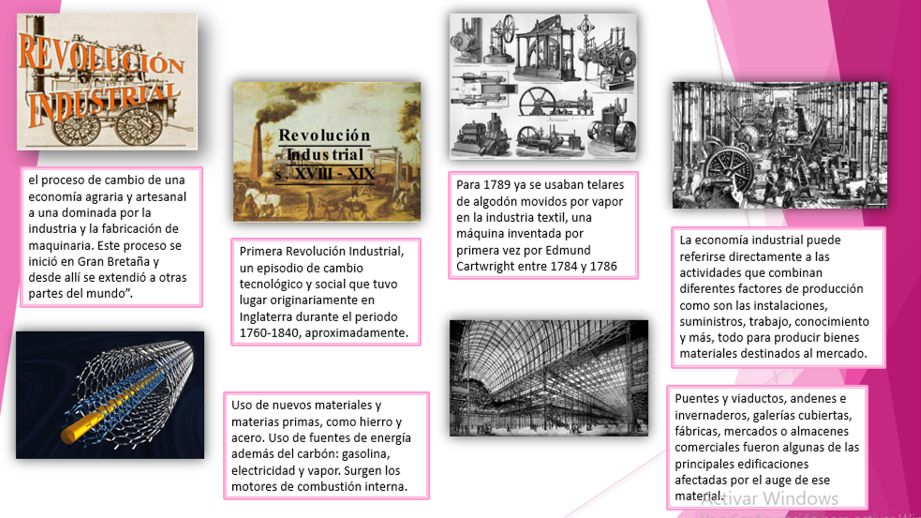 REVOLUCIÓN
INDUSTRIAL
el proceso de cambio de una
economía agraria y artesanal
a una dominada por la
industria y la fabricación de
maquinaria. Este proceso se
inició en Gran Bretaña y
desde allí se extendió a otras
partes del mundo”.
Revolución
Industrial
s. XVIII - XIX
Primera Revolución Industrial,
un episodio de cambio
tecnológico y social que tuvo
lugar originariamente en
Inglaterra durante el periodo
1760-1840, aproximadamente.
Para 1789 ya se usaban telares
de algodón movidos por vapor
en la industria textil, una
máquina inventada por
primera vez por Edmund
Cartwright entre 1784 y 1786
La economía industrial puede
referirse directamente a las
actividades que combinan
diferentes factores de producción
como son las instalaciones,
suministros, trabajo, conocimiento
y más, todo para producir bienes
materiales destinados al mercado.
Uso de nuevos materiales y
materias primas, como hierro y
acero. Uso de fuentes de energía
además del carbón: gasolina,
electricidad y vapor. Surgen los
motores de combustión interna.
Puentes y viaductos, andenes e
invernaderos, galerías cubiertas,
fábricas, mercados o almacenes
comerciales fueron algunas de las
principales edificaciones
afectadas por el auge de ese
material.
Activar Windows